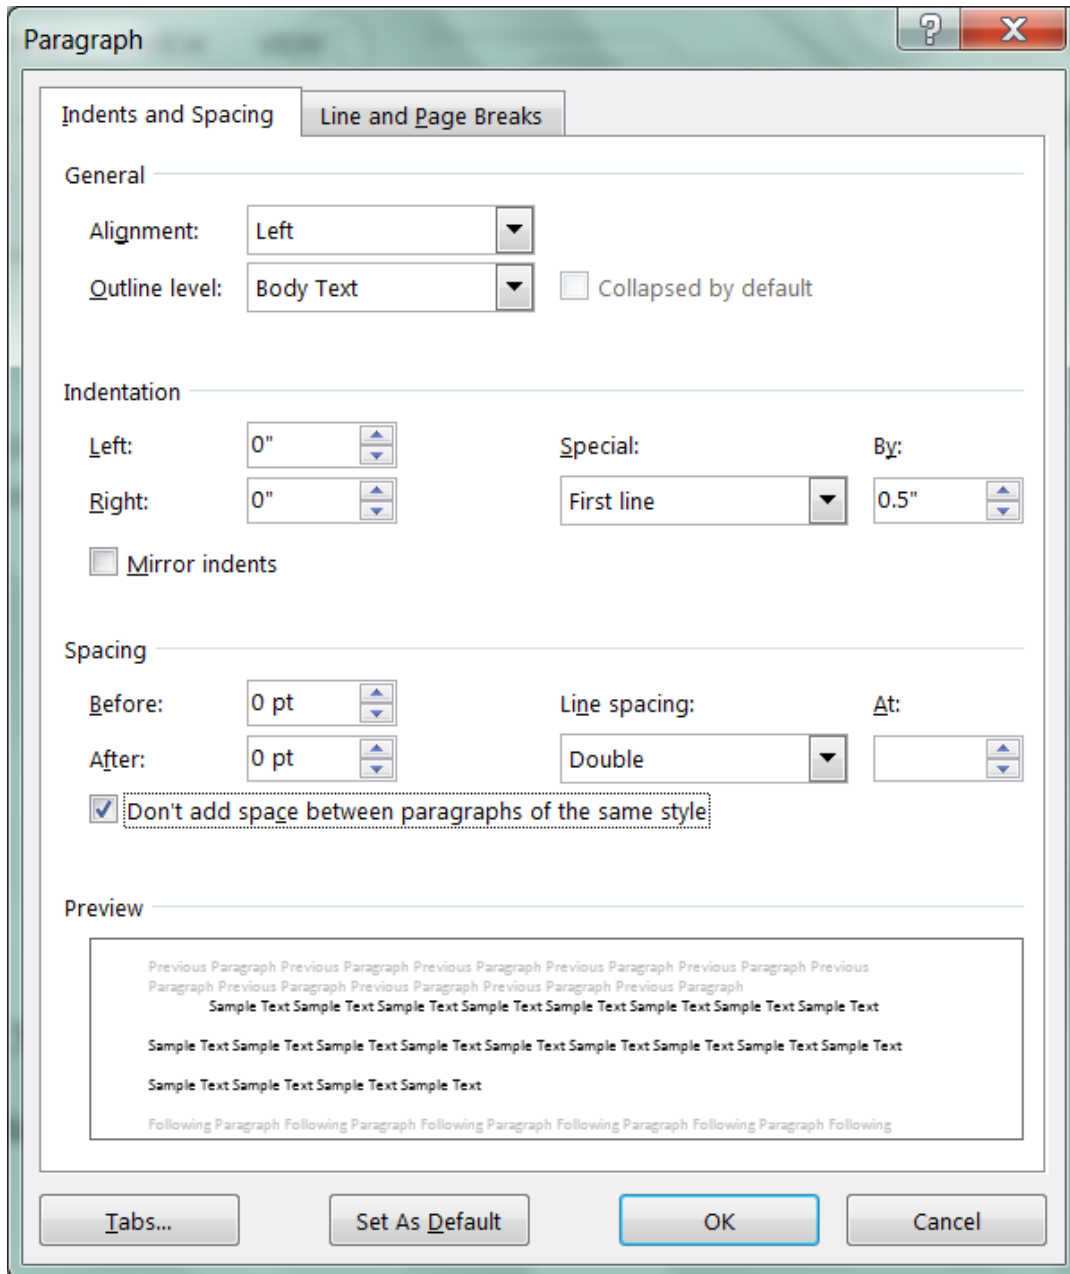 Paragraph
Indents and Spacing
Line and Page Breaks
General
Alignment: Left
Outline level: Body Text Collapsed by default
Indentation
Left: 0" Special: By:
Right: 0" First line 0.5"
Mirror indents
Spacing
Before: 0 pt Line spacing: At:
After: 0 pt Double
Don't add space between paragraphs of the same style
Preview
Previous Paragraph Previous Paragraph Previous Paragraph Previous Paragraph Previous Paragraph Previous
Paragraph Previous Paragraph Previous Paragraph Previous Paragraph Previous Paragraph
Sample Text Sample Text Sample Text Sample Text Sample Text Sample Text Sample Text Sample Text
Sample Text Sample Text Sample Text Sample Text Sample Text Sample Text Sample Text Sample Text Sample Text
Sample Text Sample Text Sample Text Sample Text
Following Paragraph Following Paragraph Following Paragraph Following Paragraph Following Paragraph Following
Tabs... Set As Default OK Cancel